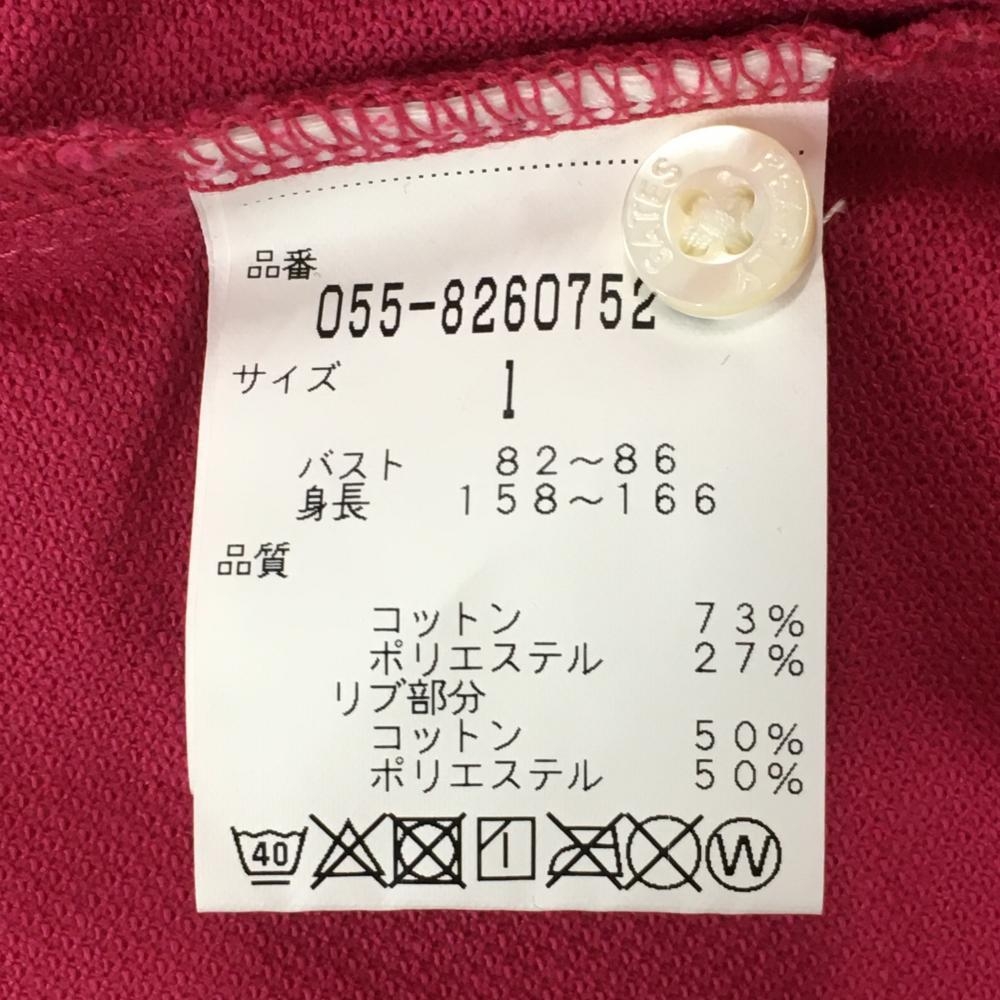 品番
055-8260752
サイズ 1
バスト 82～86
身長 158～166
品質
コットン 73%
ポリエステル 27%
リブ部分
コットン 50%
ポリエステル 50%
40 W
PEARLY GATES